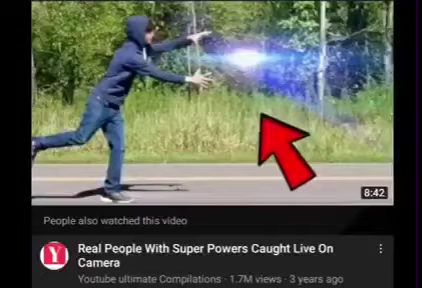 8:42
People also watched this video
Y
Real People With Super Powers Caught Live On
Camera
Youtube ultimate Compilations · 1.7M views · 3 years ago